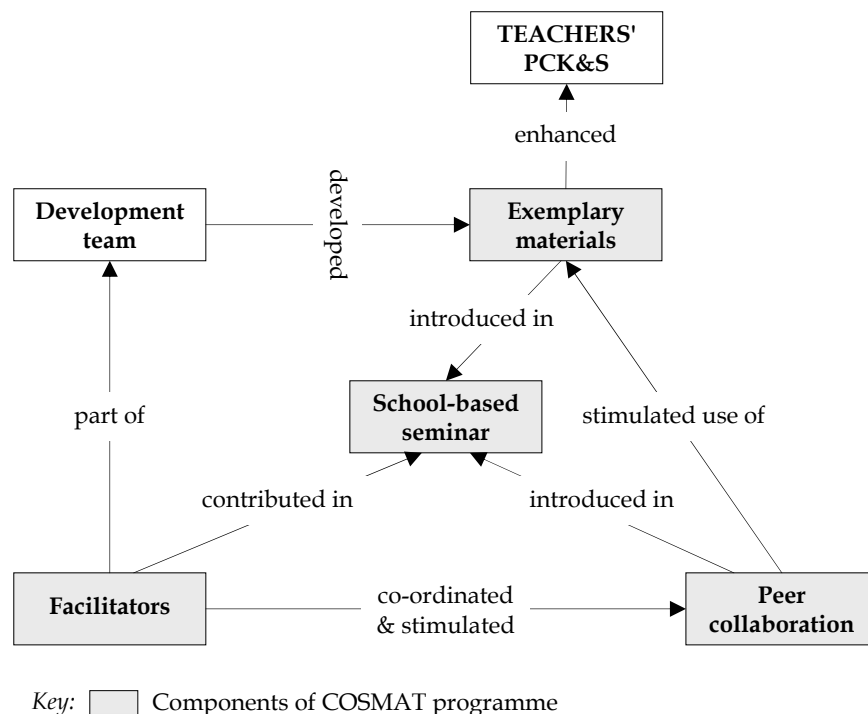 TEACHERS'
PCK&S
enhanced
Development
team
developed
Exemplary
materials
introduced in
School-based
seminar
part of
stimulated use of
contributed in
introduced in
Facilitators
co-ordinated
& stimulated
Peer
collaboration
Key: Components of COSMAT programme